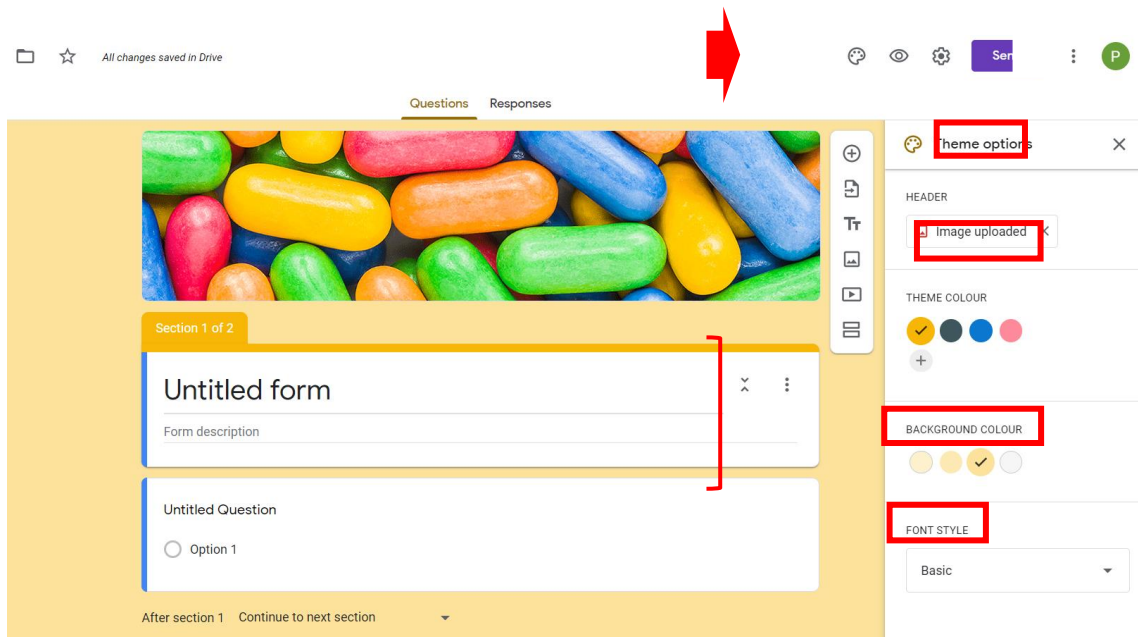 All changes saved in Drive
Sen
P
Questions Responses
Theme options
HEADER
Image uploaded
THEME COLOUR
Section 1 of 2
Untitled form
Form description
BACKGROUND COLOUR
Untitled Question
Option 1
FONT STYLE
Basic
After section 1 Continue to next section